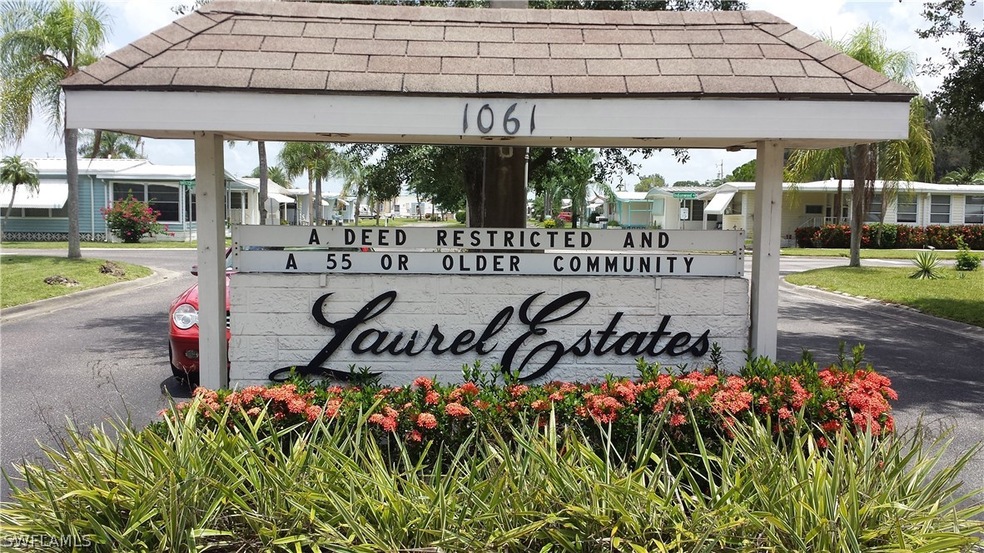 1061
A DEED RESTRICTED AND
A 55 OR OLDER COMMUNITY
Laurel Estates
SWFLAMLS